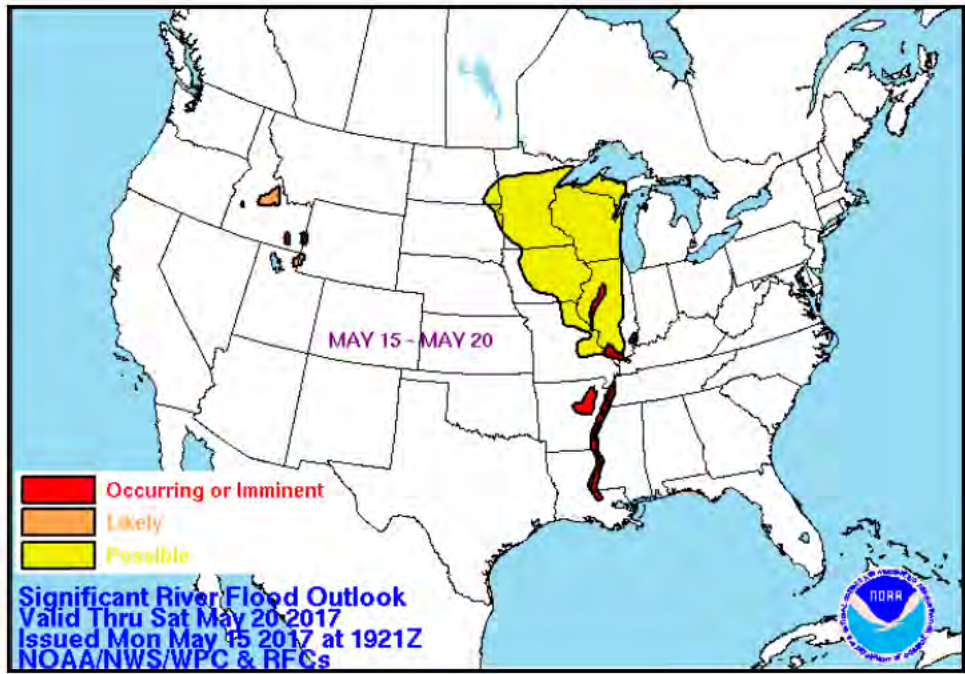 MAY 15 - MAY 20
Occurring or Imminent
Likely
Possible
Significant River Flood Outlook
Valid Thru Sat May 20 2017
Issued Mon May 15 2017 at 1921Z
NOAA/NWS/WPC & RFCs
NOAA